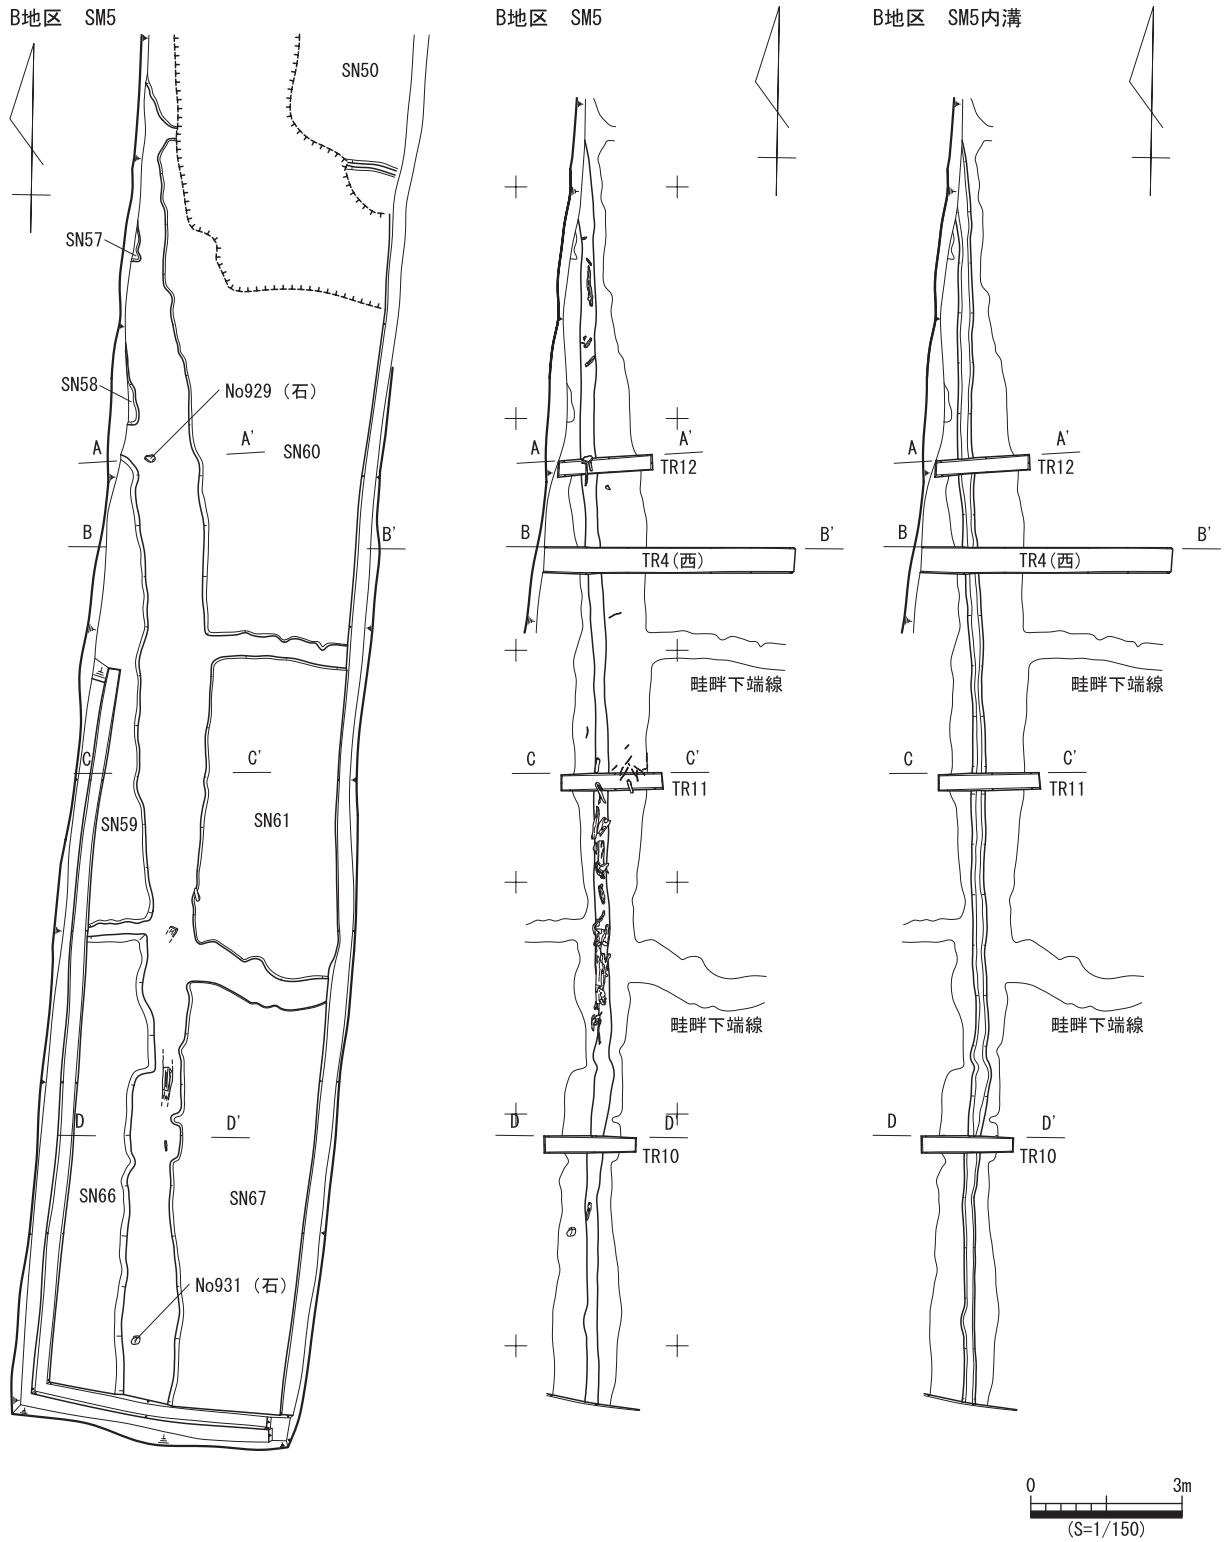 B地区　SM5
SN50
SN57
SN58
No929（石）
A
A'
SN60
B
B'
C
C'
SN59
SN61
D
D'
SN66
SN67
No931（石）
B地区　SM5
A
A'
TR12
B
B'
TR4(西)
畦畔下端線
C
C'
TR11
畦畔下端線
D
D'
TR10
B地区　SM5内溝
A
A'
TR12
B
B'
TR4(西)
畦畔下端線
C
C'
TR11
畦畔下端線
D
D'
TR10
0
3m
(S=1/150)